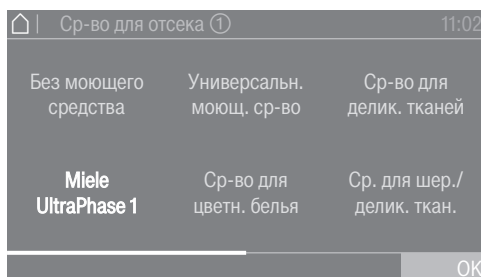 Ср-во для отсека ① 11:02
Без моющего средства
Универсальн. моющ. ср-во
Ср-во для делик. тканей
Miele UltraPhase 1
Ср-во для цветн. белья
Ср. для шер./ делик. ткан.
OK